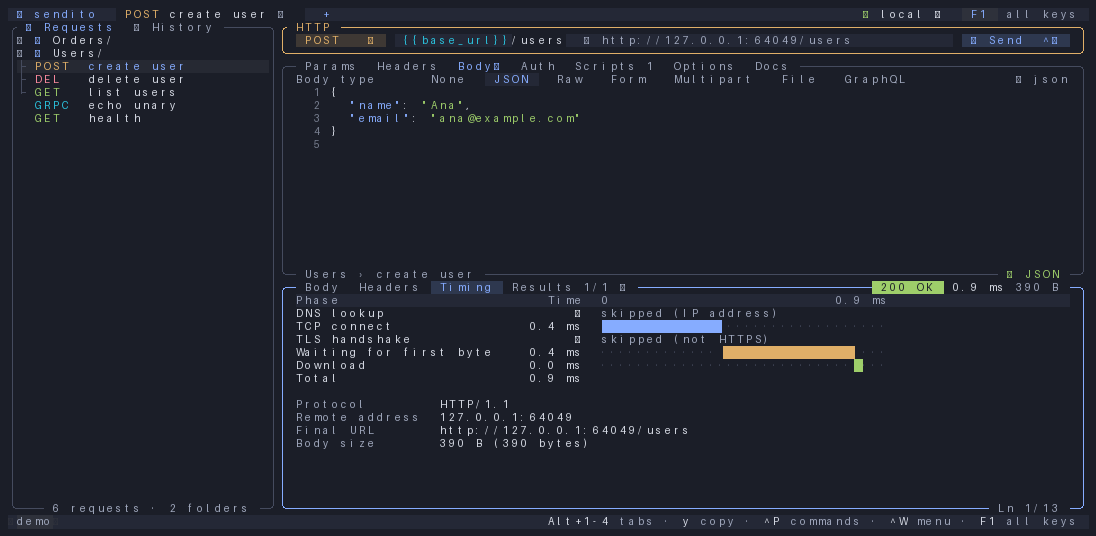 sendito POST create user + local F1 all keys
Requests History
Orders/
Users/
POST create user
DEL delete user
GET list users
GRPC echo unary
GET health
6 requests · 2 folders
HTTP
POST {{base_url}}/users http://127.0.0.1:64049/users Send ^
Params Headers Body Auth Scripts 1 Options Docs
Body type None JSON Raw Form Multipart File GraphQL json
1 {
2 "name": "Ana",
3 "email": "ana@example.com"
4 }
5
Users › create user JSON
Body Headers Timing Results 1/1 200 OK 0.9 ms 390 B
Phase Time 0 0.9 ms
DNS lookup skipped (IP address)
TCP connect 0.4 ms
TLS handshake skipped (not HTTPS)
Waiting for first byte 0.4 ms
Download 0.0 ms
Total 0.9 ms
Protocol HTTP/1.1
Remote address 127.0.0.1:64049
Final URL http://127.0.0.1:64049/users
Body size 390 B (390 bytes)
Ln 1/13
demo Alt+1-4 tabs · y copy · ^P commands · ^W menu · F1 all keys